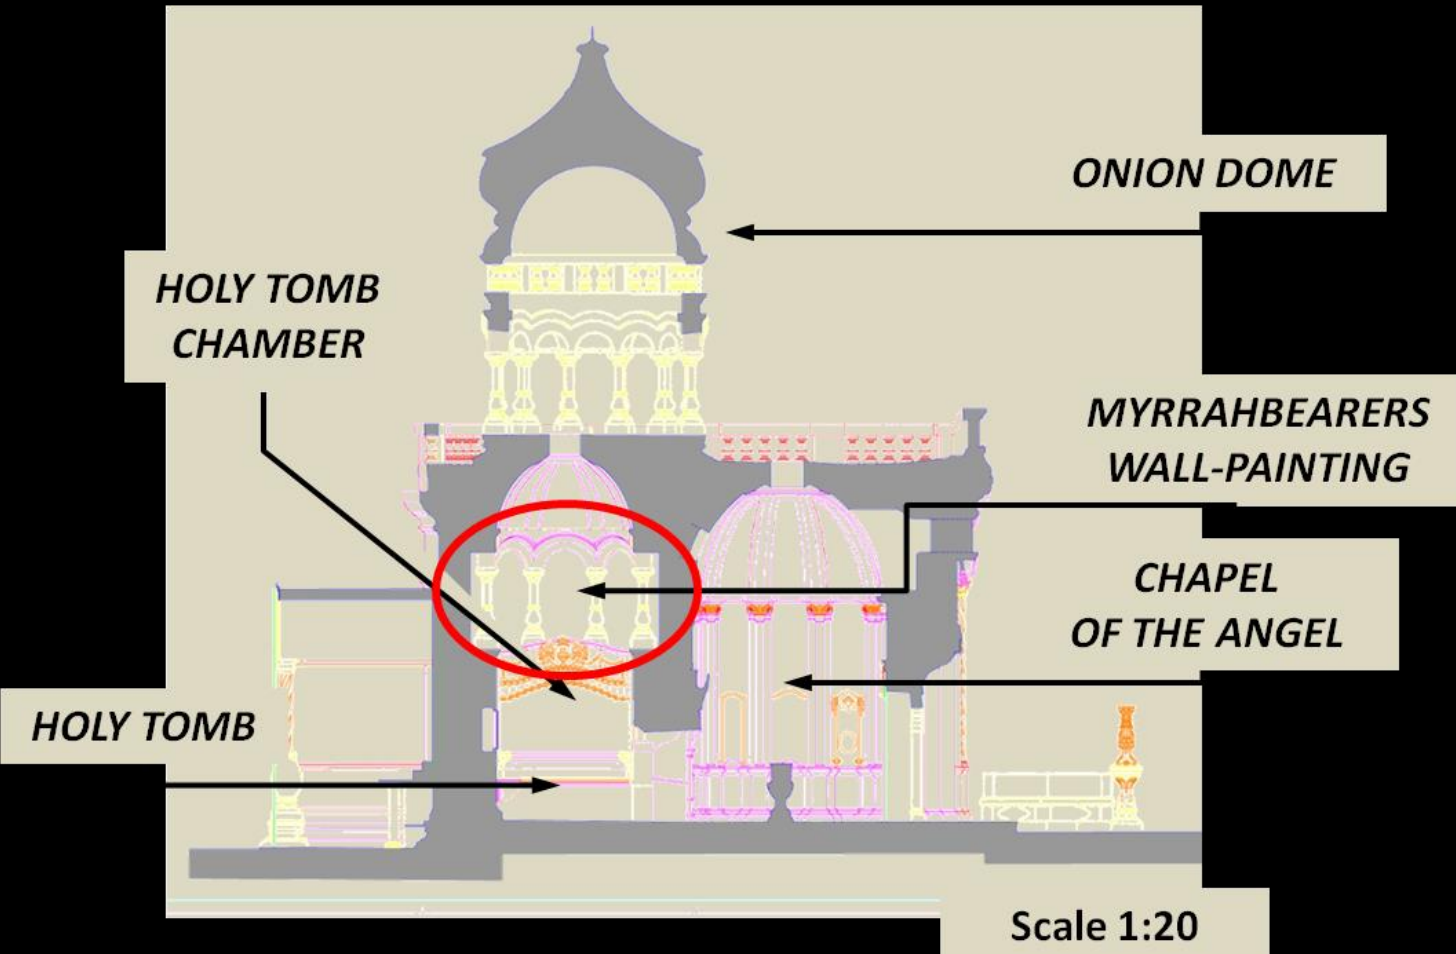 ONION DOME
HOLY TOMB
CHAMBER
MYRRAHBEARERS
WALL-PAINTING
CHAPEL
OF THE ANGEL
HOLY TOMB
Scale 1:20